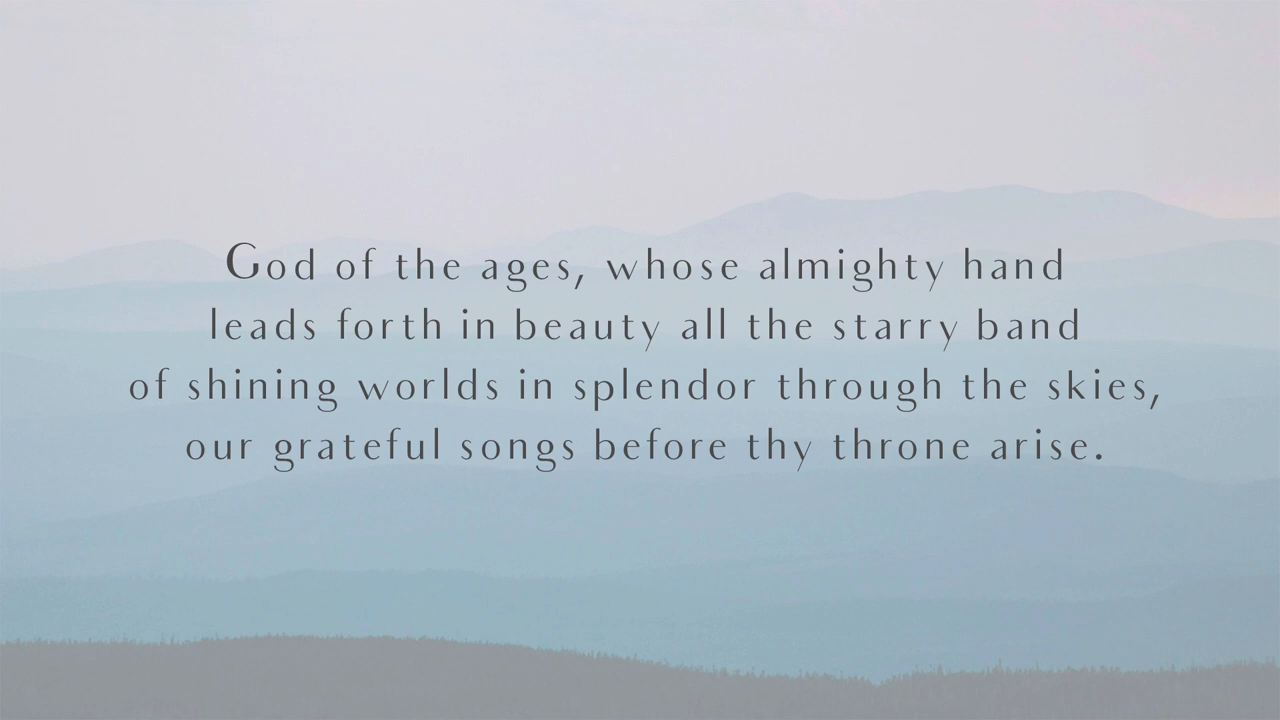 God of the ages, whose almighty hand
leads forth in beauty all the starry band
of shining worlds in splendor through the skies,
our grateful songs before thy throne arise.